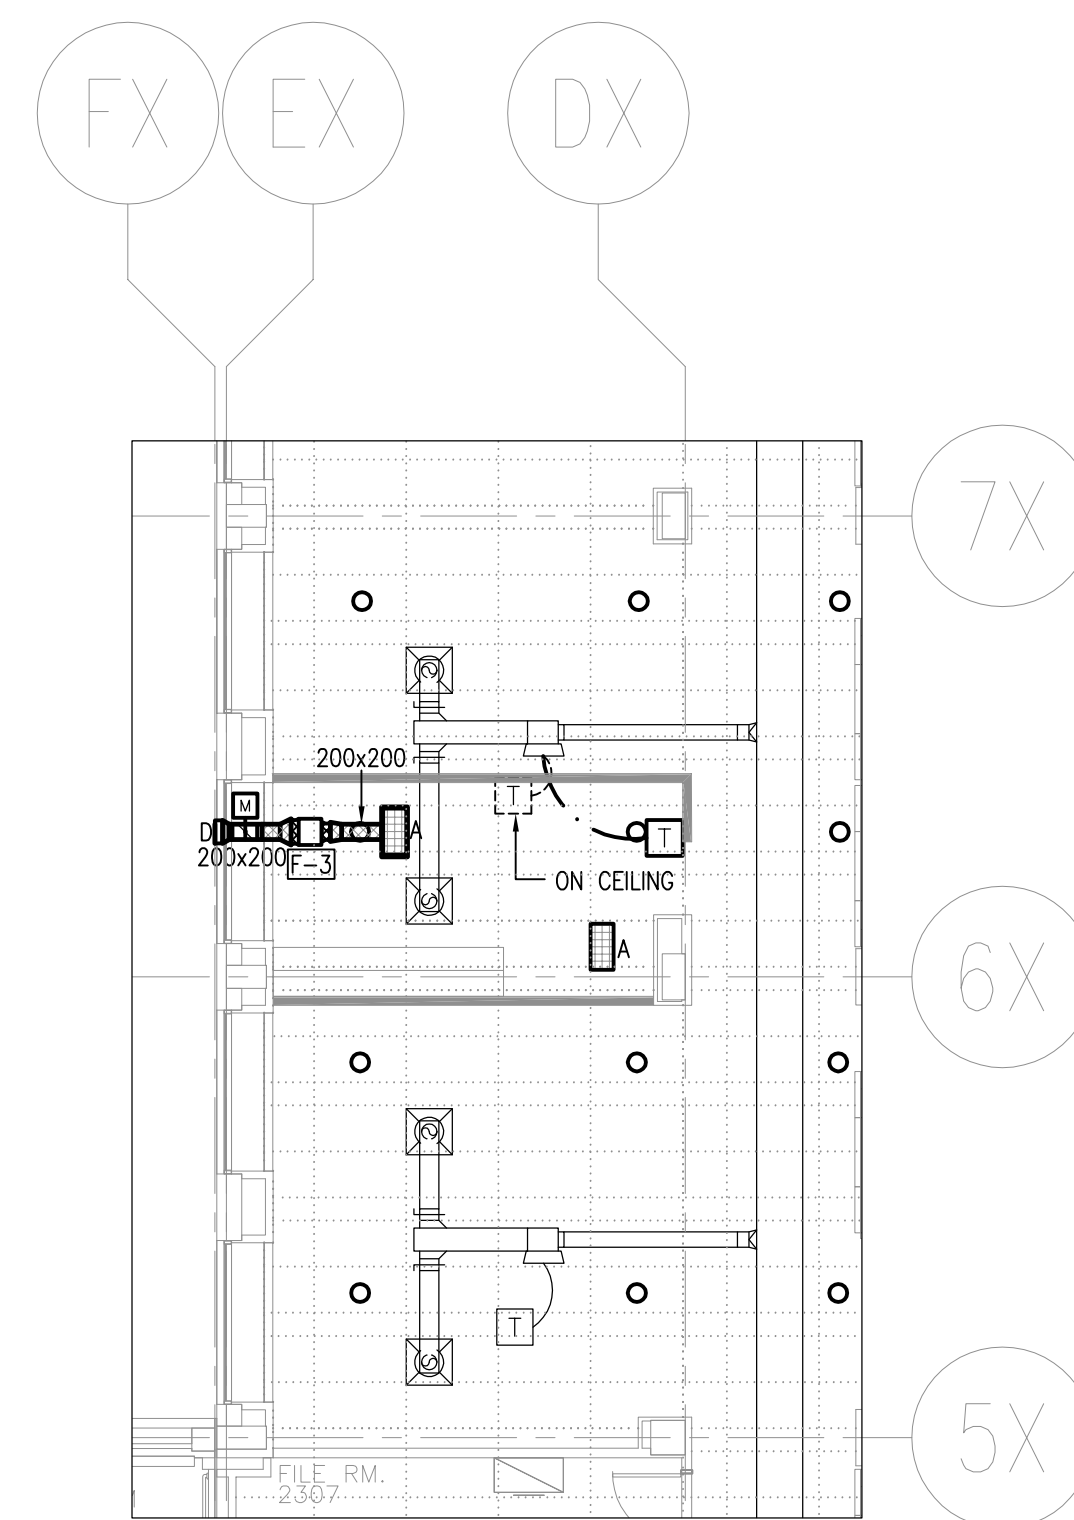 FX EX DX
7X
200x200
M
T
D
A
T
200x200
F-3
ON CEILING
A
6X
T
5X
FILE RM.
2307